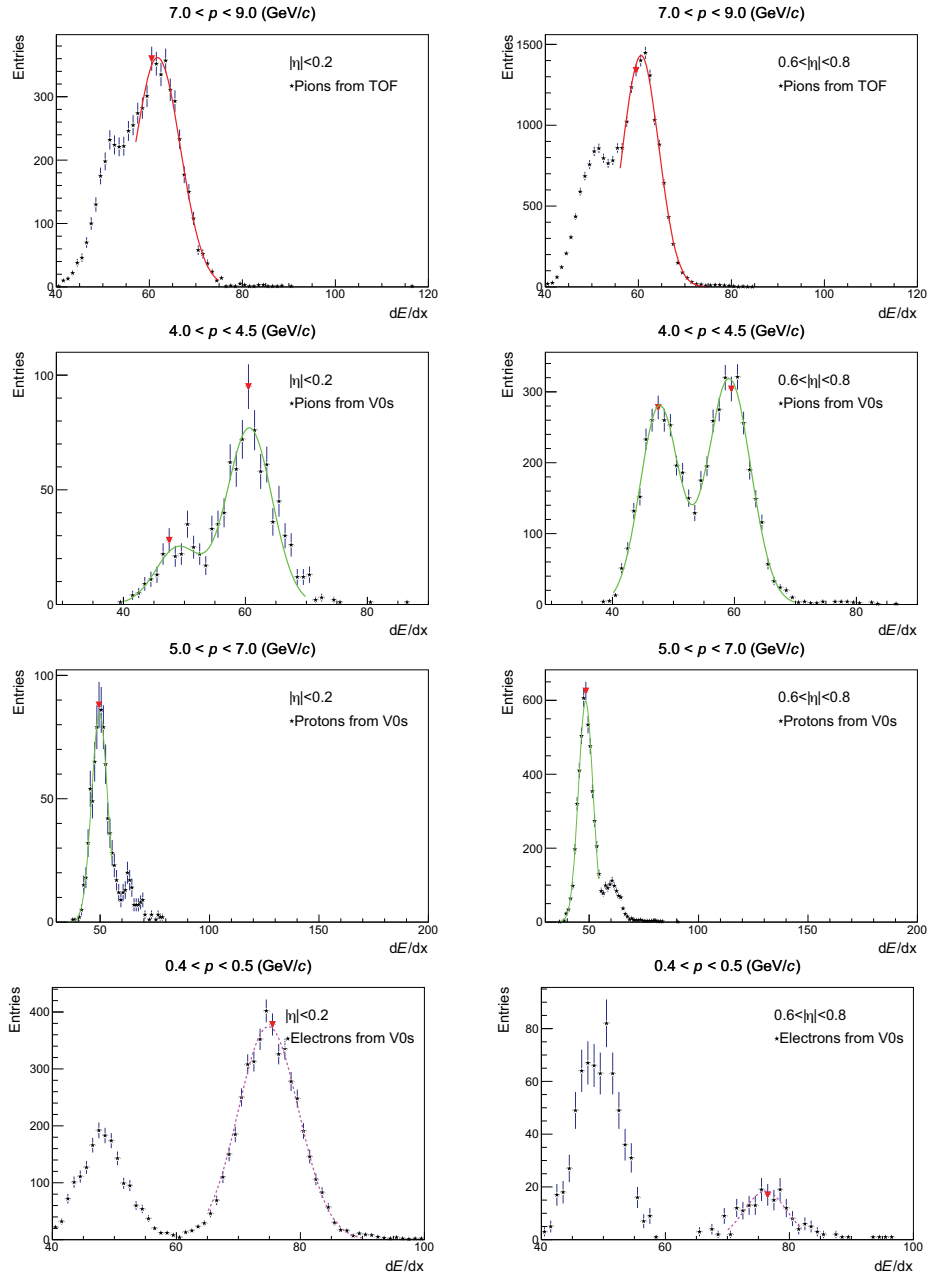 7.0 < p < 9.0 (GeV/c)
Entries
|η|<0.2
★Pions from TOF
300
200
100
0
40 60 80 100 120
dE/dx
7.0 < p < 9.0 (GeV/c)
Entries
0.6<|η|<0.8
★Pions from TOF
1500
1000
500
0
40 60 80 100 120
dE/dx
4.0 < p < 4.5 (GeV/c)
Entries
|η|<0.2
★Pions from V0s
100
50
0
40 60 80
dE/dx
4.0 < p < 4.5 (GeV/c)
Entries
0.6<|η|<0.8
★Pions from V0s
300
200
100
0
40 60 80
dE/dx
5.0 < p < 7.0 (GeV/c)
Entries
|η|<0.2
★Protons from V0s
100
50
0
50 100 150 200
dE/dx
5.0 < p < 7.0 (GeV/c)
Entries
0.6<|η|<0.8
★Protons from V0s
600
400
200
0
50 100 150 200
dE/dx
0.4 < p < 0.5 (GeV/c)
Entries
|η|<0.2
★Electrons from V0s
400
300
200
100
0
40 60 80 100
dE/dx
0.4 < p < 0.5 (GeV/c)
Entries
0.6<|η|<0.8
★Electrons from V0s
80
60
40
20
0
40 60 80 100
dE/dx